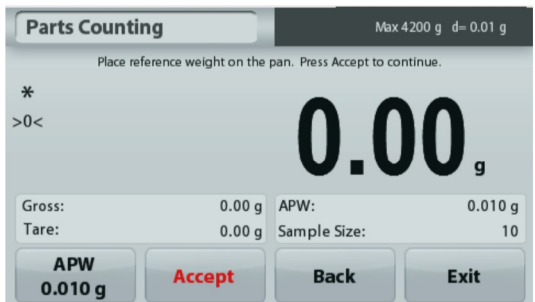 Parts Counting
Max 4200 g d= 0.01 g
Place reference weight on the pan. Press Accept to continue.
*
>0<
0.00 g
Gross: 0.00 g
Tare: 0.00 g
APW: 0.010 g
Sample Size: 10
APW
0.010 g
Accept
Back
Exit